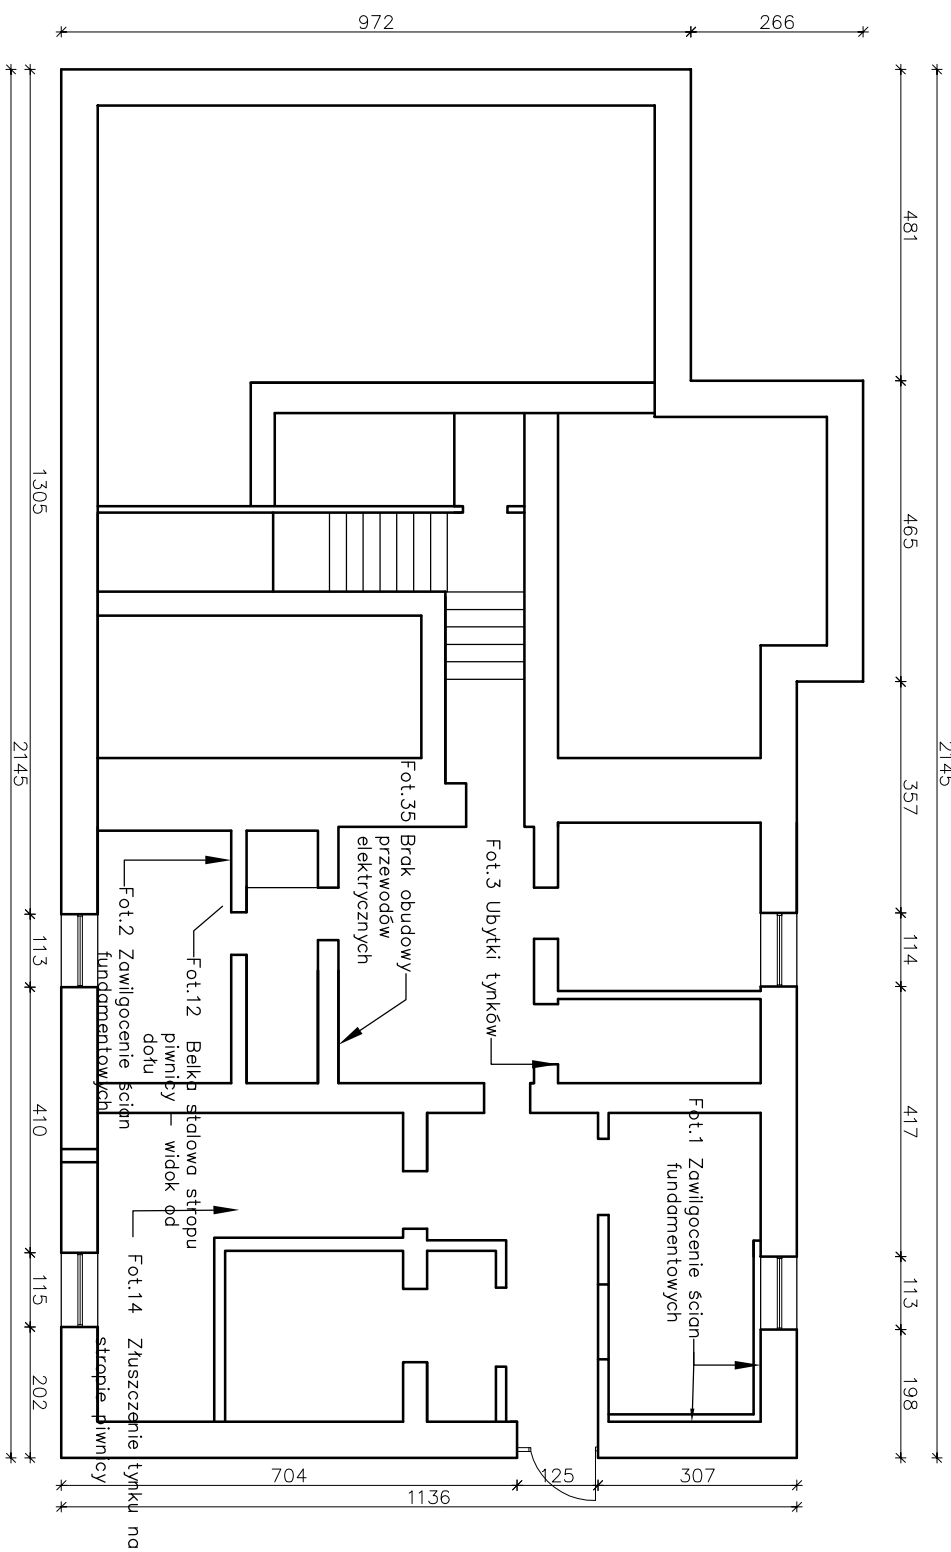 972
266
481
465
357
114
417
113
198
2145
1305
113
410
115
202
2145
704
125
307
1136
Fot.35 Brak obudowy
przewodów
elektrycznych
Fot.3 Ubytki tynków
Fot.2 Zawilgocenie ścian
fundamentowych
Fot.12 Belka stalowa stropu
piwnicy – widok od
dołu
Fot.1 Zawilgocenie ścian
fundamentowych
Fot.14 Złuszczenie tynku na
stropie piwnicy